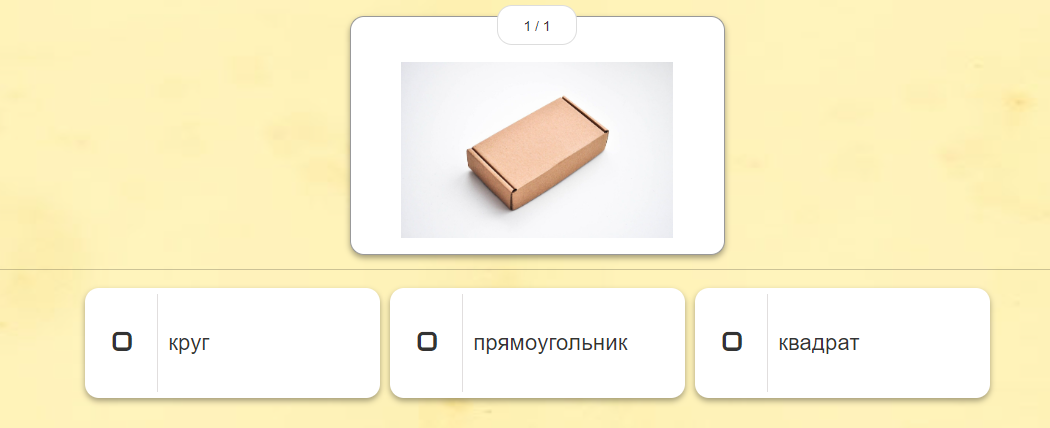 1 / 1
круг
прямоугольник
квадрат